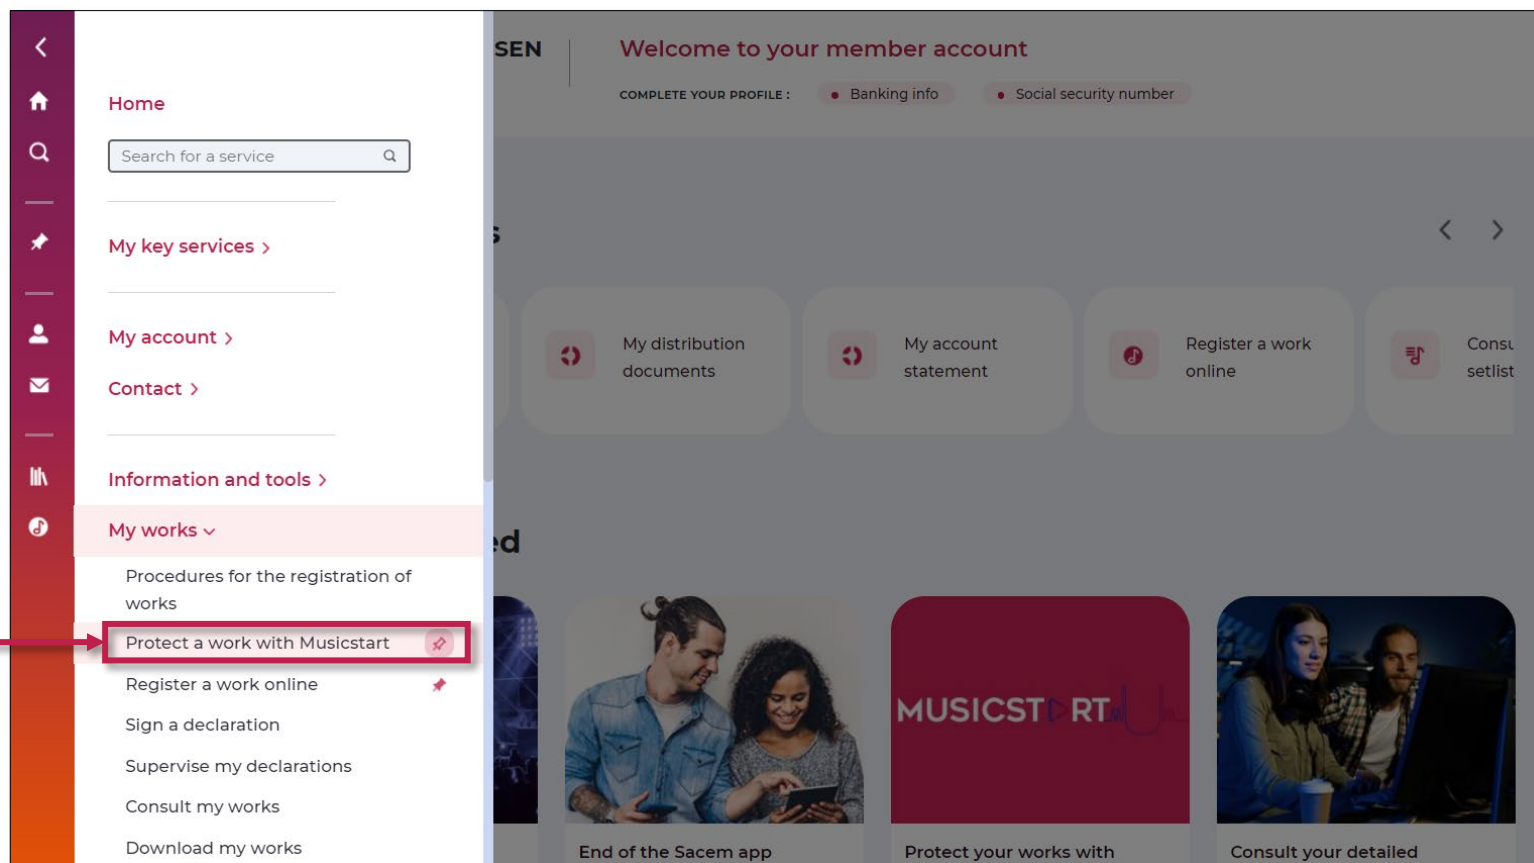 SEN
Welcome to your member account
COMPLETE YOUR PROFILE :
Banking info
Social security number
Home
Search for a service
My key services
My account
Contact
Information and tools
My works
Procedures for the registration of
works
Protect a work with Musicstart
Register a work online
Sign a declaration
Supervise my declarations
Consult my works
Download my works
s
My distribution
documents
My account
statement
Register a work
online
Consu
setlist
ed
MUSICSTART
End of the Sacem app
Protect your works with
Consult your detailed